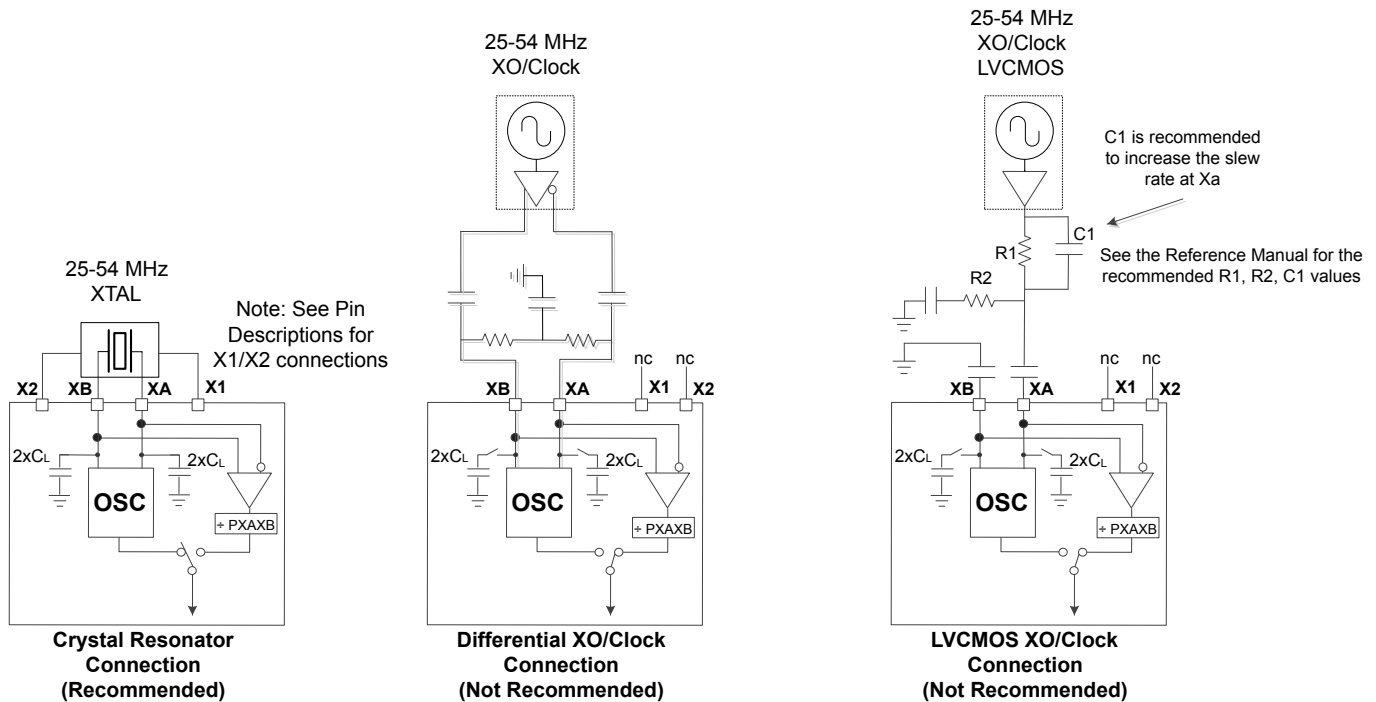 25-54 MHz
XTAL
Note: See Pin
Descriptions for
X1/X2 connections
X2 XB XA X1
2xCL 2xCL
OSC
÷ PXAXB
Crystal Resonator
Connection
(Recommended)
25-54 MHz
XO/Clock
nc nc
XB XA X1 X2
2xCL 2xCL
OSC
÷ PXAXB
Differential XO/Clock
Connection
(Not Recommended)
25-54 MHz
XO/Clock
LVCMOS
C1 is recommended
to increase the slew
rate at Xa
C1
R1
See the Reference Manual for the
recommended R1, R2, C1 values
R2
nc nc
XB XA X1 X2
2xCL 2xCL
OSC
÷ PXAXB
LVCMOS XO/Clock
Connection
(Not Recommended)